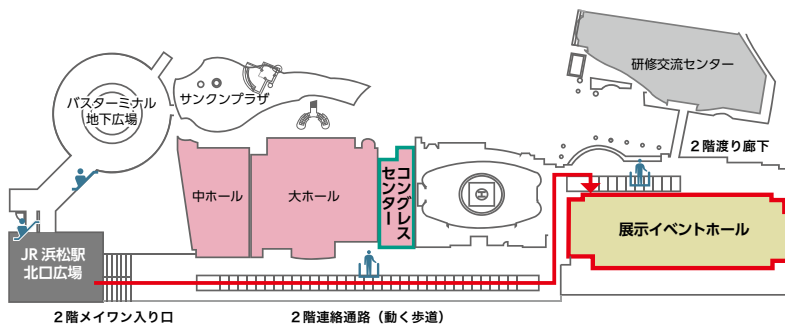 研修交流センター
バスターミナル
地下広場
サンクンプラザ
2階渡り廊下
中ホール
大ホール
コングレス
センター
展示イベントホール
JR 浜松駅
北口広場
2階メイワン入り口
2階連絡通路（動く歩道）